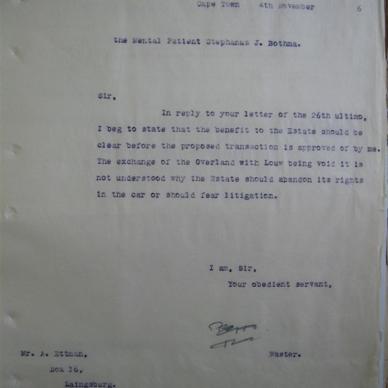 Cape Town 4th November 6
the Mental Patient Stephanus J. Bothma.
Sir,
In reply to your letter of the 26th ultimo,
I beg to state that the benefit to the Estate should be
clear before the proposed transaction is approved of by me.
The exchange of the Overland with Louw being void it is
not understood why the Estate should abandon its rights
in the car or should fear litigation.
I am, Sir,
Your obedient servant,
Master.
Mr. A. Ettman,
Box 16,
Laingsburg.